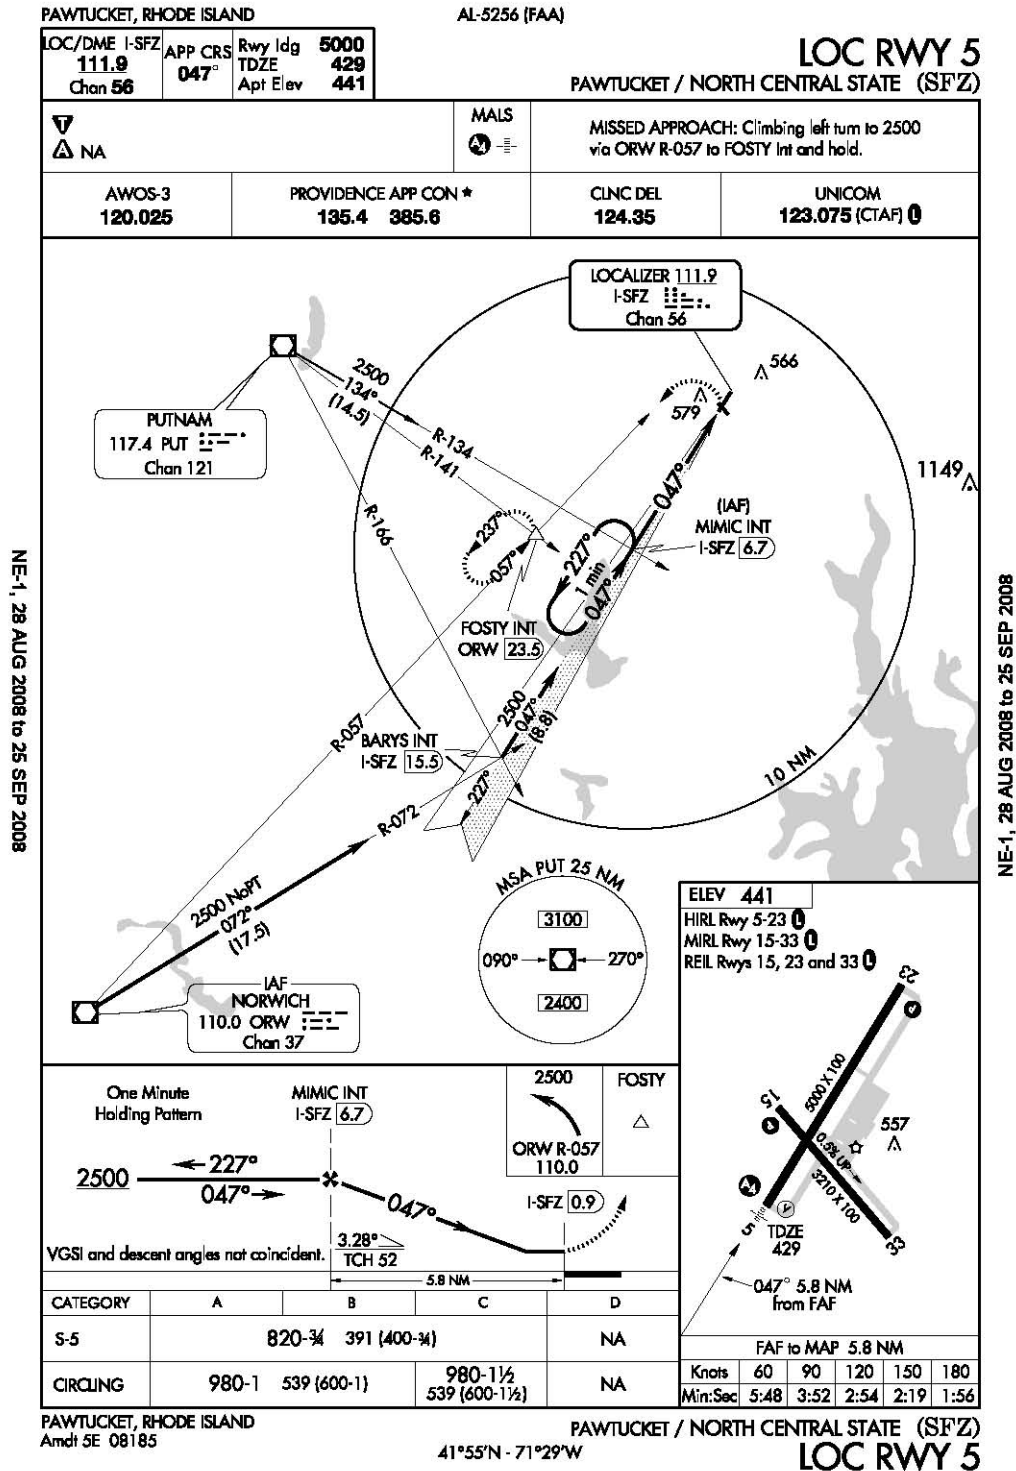 PAWTUCKET, RHODE ISLAND
AL-5256 (FAA)
LOC/DME I-SFZ
111.9
Chan 56
APP CRS
047°
Rwy Idg 5000
TDZE 429
Apt Elev 441
LOC RWY 5
PAWTUCKET / NORTH CENTRAL STATE (SFZ)
T
A NA
MALS
A4
MISSED APPROACH: Climbing left turn to 2500
via ORW R-057 to FOSTY Int and hold.
AWOS-3
120.025
PROVIDENCE APP CON ★
135.4 385.6
CLNC DEL
124.35
UNICOM
123.075 (CTAF) L
LOCALIZER 111.9
I-SFZ
Chan 56
566
579
1149
PUTNAM
117.4 PUT
Chan 121
2500
134°
(14.5)
R-134
R-141
R-166
237°
057°
227°
1 min
047°
047°
(IAF)
MIMIC INT
I-SFZ 6.7
FOSTY INT
ORW 23.5
2500
047°
(8.8)
R-057
BARYS INT
I-SFZ 15.5
227°
R-072
10 NM
2500 NoPT
072°
(17.5)
IAF
NORWICH
110.0 ORW
Chan 37
MSA PUT 25 NM
3100
090°
270°
2400
ELEV 441
HIRL Rwy 5-23 L
MIRL Rwy 15-33 L
REIL Rwys 15, 23 and 33 L
23
5000 X 100
15
557
0.5% UP
3210 X 100
A4
5
V
TDZE
429
33
047° 5.8 NM
from FAF
One Minute
Holding Pattern
MIMIC INT
I-SFZ 6.7
2500
ORW R-057
110.0
FOSTY
2500
227°
047°
047°
I-SFZ 0.9
VGSI and descent angles not coincident.
3.28°
TCH 52
5.8 NM
CATEGORY A B C D
S-5 820-¾ 391 (400-¾) NA
CIRCLING 980-1 539 (600-1) 980-1½ 539 (600-1½) NA
FAF to MAP 5.8 NM
Knots 60 90 120 150 180
Min:Sec 5:48 3:52 2:54 2:19 1:56
PAWTUCKET, RHODE ISLAND
Amdt 5E 08185
41°55'N - 71°29'W
PAWTUCKET / NORTH CENTRAL STATE (SFZ)
LOC RWY 5
NE-1, 28 AUG 2008 to 25 SEP 2008
NE-1, 28 AUG 2008 to 25 SEP 2008